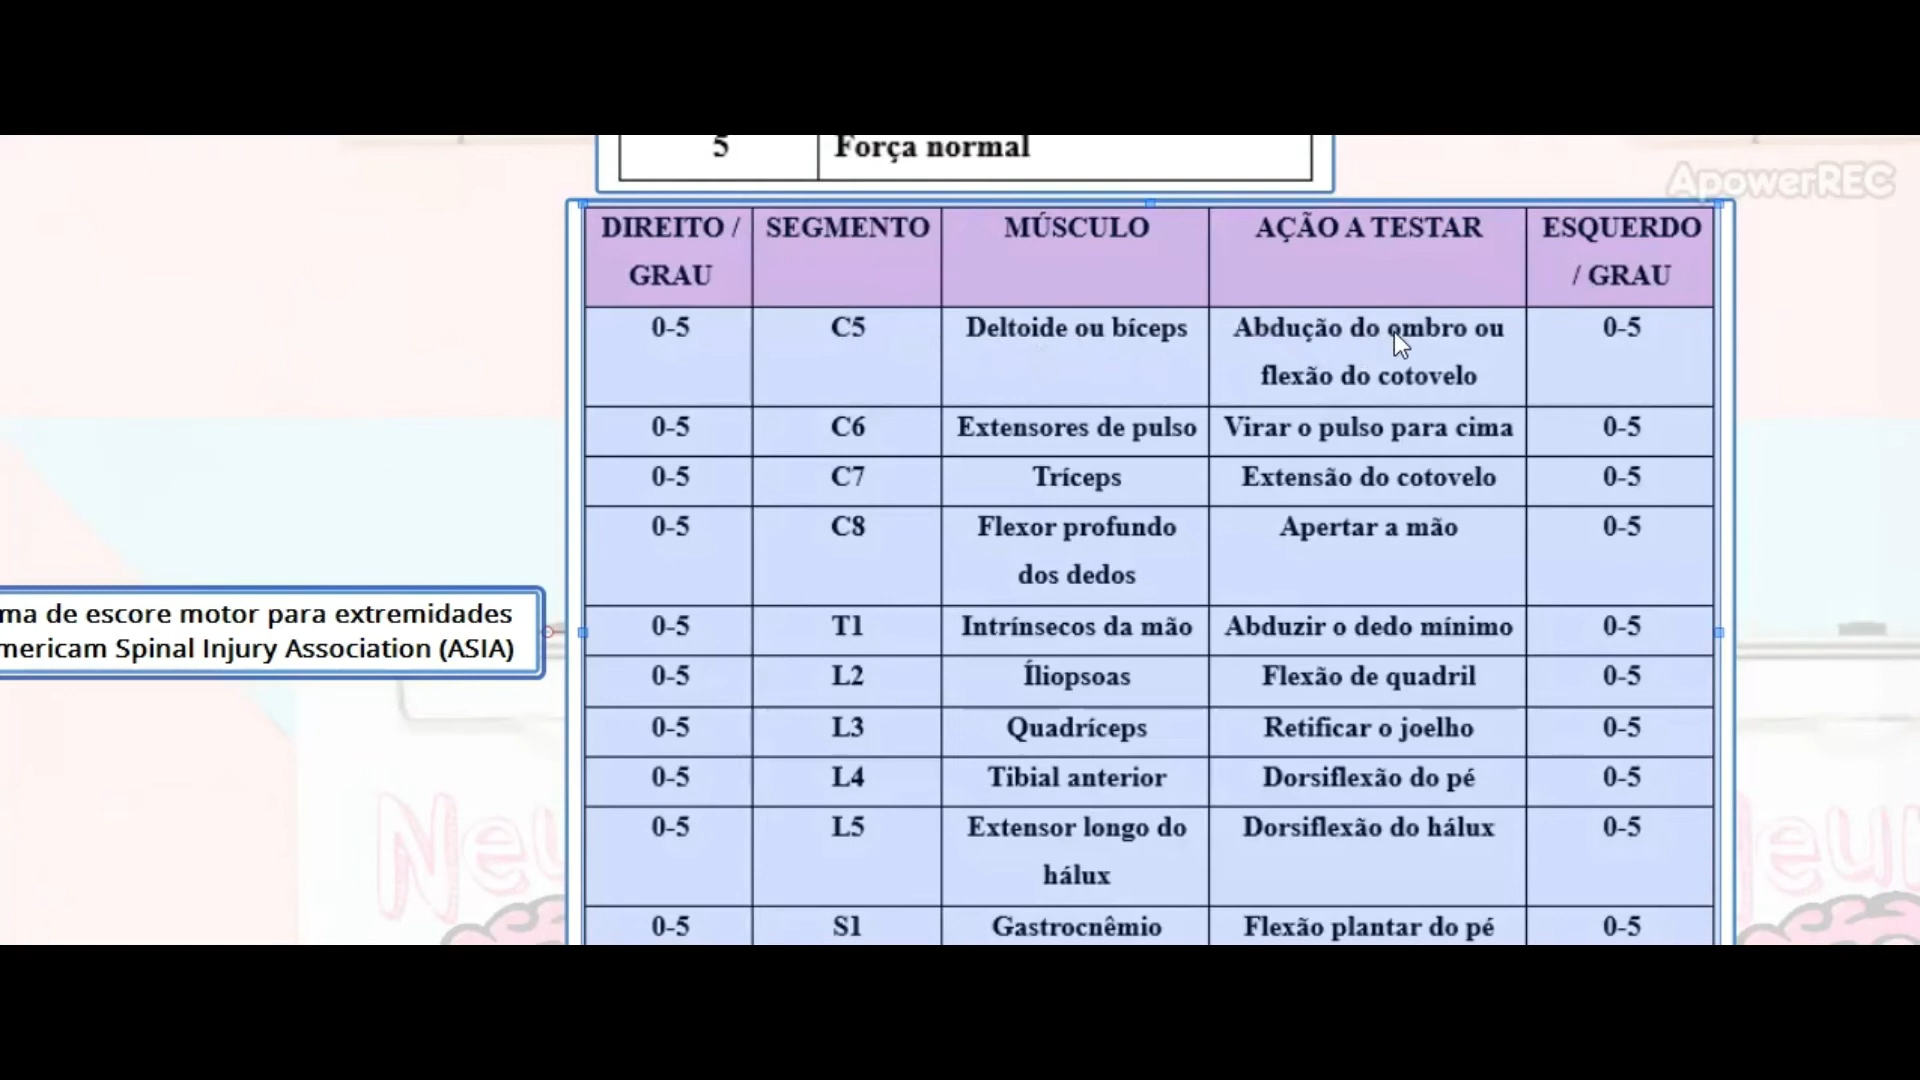 5 Força normal
ApowerREC
DIREITO / SEGMENTO MÚSCULO AÇÃO A TESTAR ESQUERDO
GRAU / GRAU
0-5 C5 Deltoide ou bíceps Abdução do ombro ou 0-5
flexão do cotovelo
0-5 C6 Extensores de pulso Virar o pulso para cima 0-5
0-5 C7 Tríceps Extensão do cotovelo 0-5
0-5 C8 Flexor profundo Apertar a mão 0-5
dos dedos
ma de escore motor para extremidades
mericam Spinal Injury Association (ASIA)
0-5 T1 Intrínsecos da mão Abduzir o dedo mínimo 0-5
0-5 L2 Íliopsoas Flexão de quadril 0-5
0-5 L3 Quadríceps Retificar o joelho 0-5
0-5 L4 Tibial anterior Dorsiflexão do pé 0-5
0-5 L5 Extensor longo do Dorsiflexão do hálux 0-5
hálux
0-5 S1 Gastrocnêmio Flexão plantar do pé 0-5